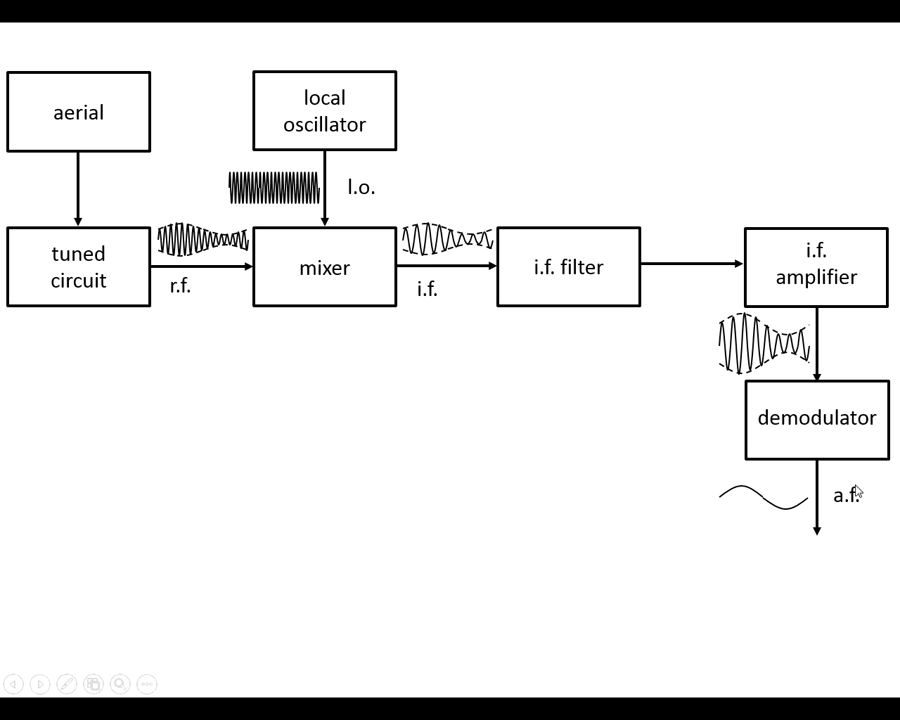 aerial
local
oscillator
l.o.
tuned
circuit
r.f.
mixer
i.f.
i.f. filter
i.f.
amplifier
demodulator
a.f.